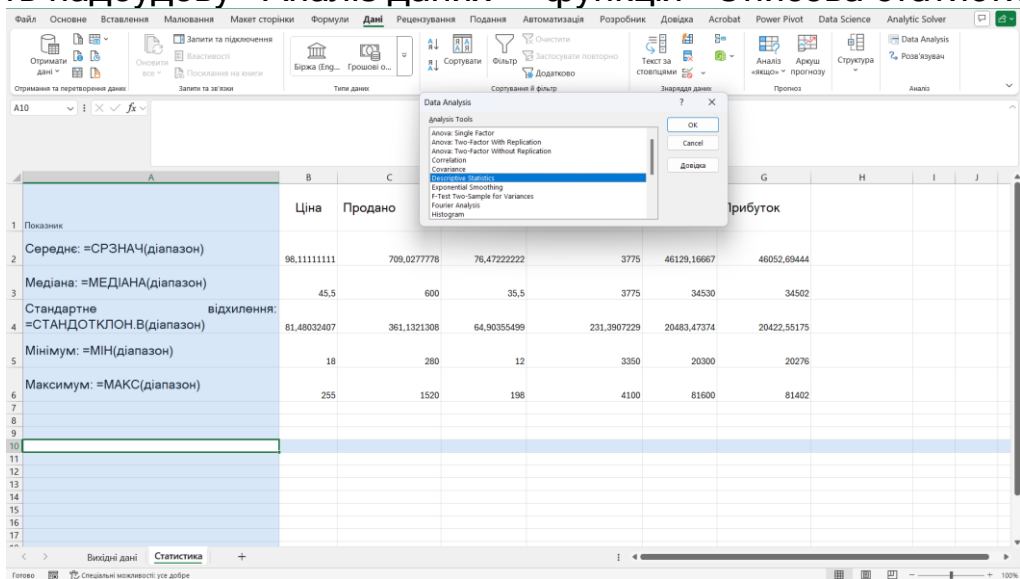 ть надбудову "Аналіз даних" – функція "Описова статистика
Файл Основне Вставлення Малювання Макет сторінки Формули Дані Рецензування Подання Автоматизація Розробник Довідка Acrobat Power Pivot Data Science Analytic Solver
Отримати дані
Оновити все
Запити та підключення
Властивості
Посилання на книги
Біржа (Eng... Грошові о...
Сортувати Фільтр
Очистити
Застосувати повторно
Додатково
Текст за стовпцями
Аналіз «якщо» Аркуш прогнозу
Структура
Data Analysis
Розв'язувач
Отримання та перетворення даних Запити та зв'язки Типи даних Сортування й фільтр Знаряддя даних Прогноз Аналіз
A10 fx
Data Analysis ? ×
Analysis Tools
Anova: Single Factor
Anova: Two-Factor With Replication
Anova: Two-Factor Without Replication
Correlation
Covariance
Descriptive Statistics
Exponential Smoothing
F-Test Two-Sample for Variances
Fourier Analysis
Histogram
OK
Cancel
Довідка
A B C G H I J
1 Показник Ціна Продано Прибуток
2 Середнє: =СРЗНАЧ(діапазон) 98,11111111 709,0277778 76,47222222 3775 46129,16667 46052,69444
3 Медіана: =МЕДІАНА(діапазон) 45,5 600 35,5 3775 34530 34502
Стандартне відхилення:
4 =СТАНДОТКЛОН.В(діапазон) 81,48032407 361,1321308 64,90355499 231,3907229 20483,47374 20422,55175
5 Мінімум: =МІН(діапазон) 18 280 12 3350 20300 20276
6 Максимум: =МАКС(діапазон) 255 1520 198 4100 81600 81402
7
8
9
10
11
12
13
14
15
16
17
Вихідні дані Статистика +
Готово Спеціальні можливості: усе добре 100%